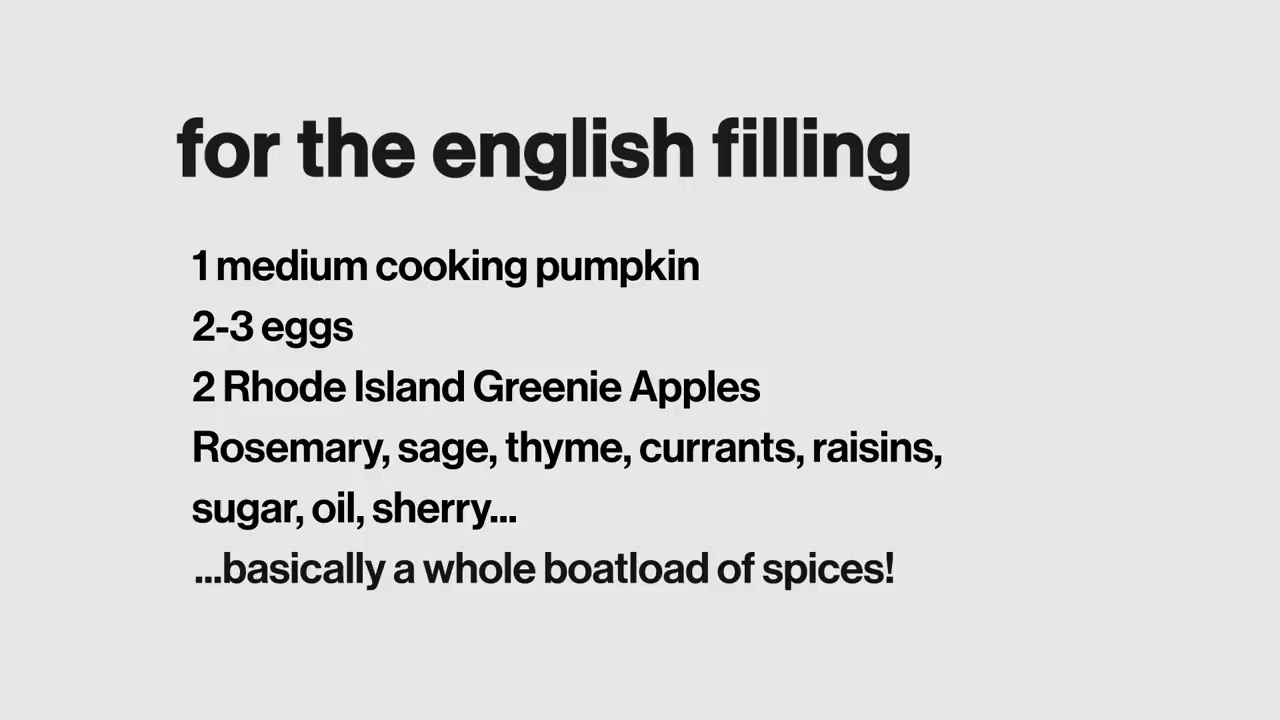 for the english filling
1 medium cooking pumpkin
2-3 eggs
2 Rhode Island Greenie Apples
Rosemary, sage, thyme, currants, raisins,
sugar, oil, sherry...
...basically a whole boatload of spices!